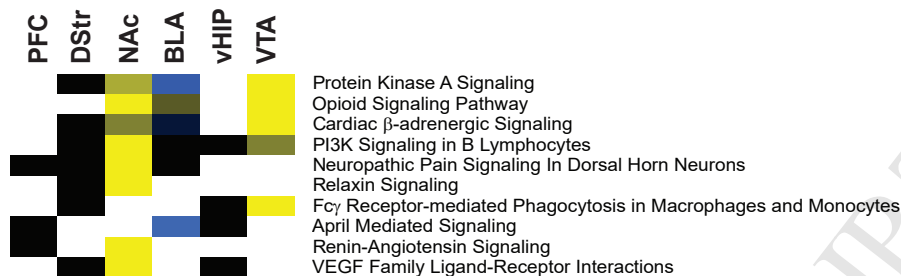 PFC DStr NAc BLA vHIP VTA
Protein Kinase A Signaling
Opioid Signaling Pathway
Cardiac β-adrenergic Signaling
PI3K Signaling in B Lymphocytes
Neuropathic Pain Signaling In Dorsal Horn Neurons
Relaxin Signaling
Fcγ Receptor-mediated Phagocytosis in Macrophages and Monocytes
April Mediated Signaling
Renin-Angiotensin Signaling
VEGF Family Ligand-Receptor Interactions